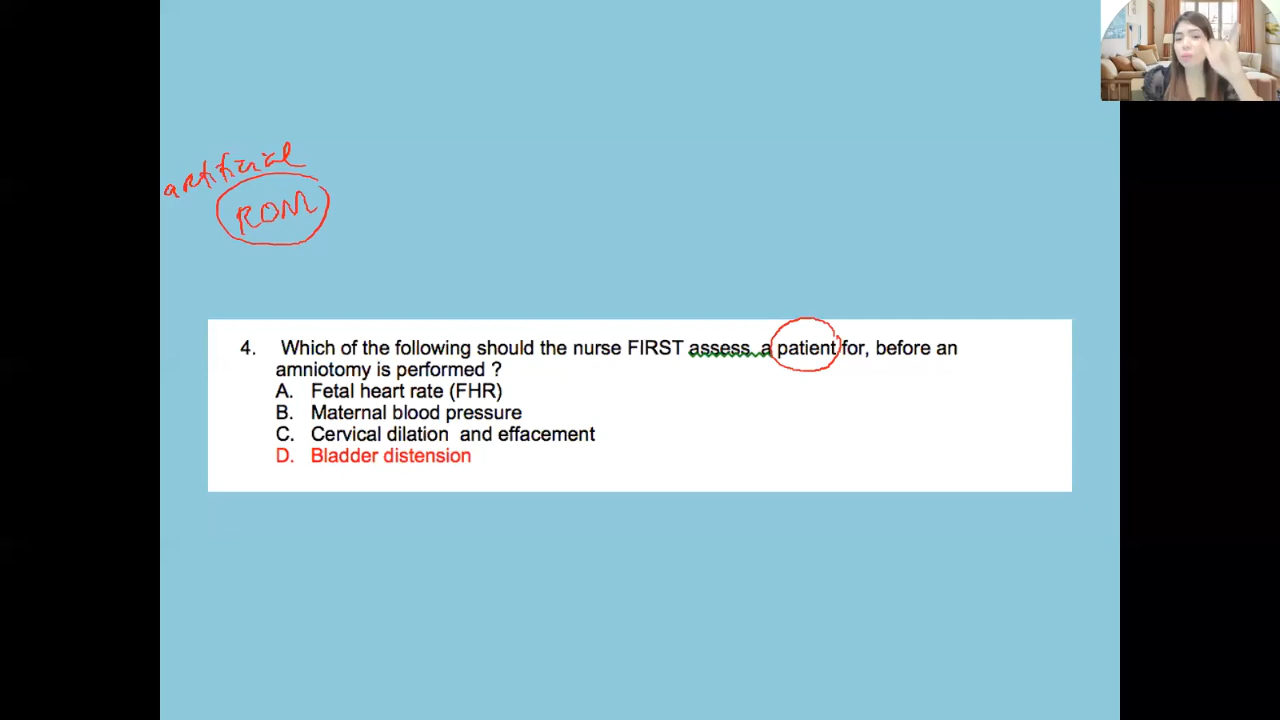 artificial
ROM
4. Which of the following should the nurse FIRST assess a patient for, before an
amniotomy is performed ?
A. Fetal heart rate (FHR)
B. Maternal blood pressure
C. Cervical dilation and effacement
D. Bladder distension